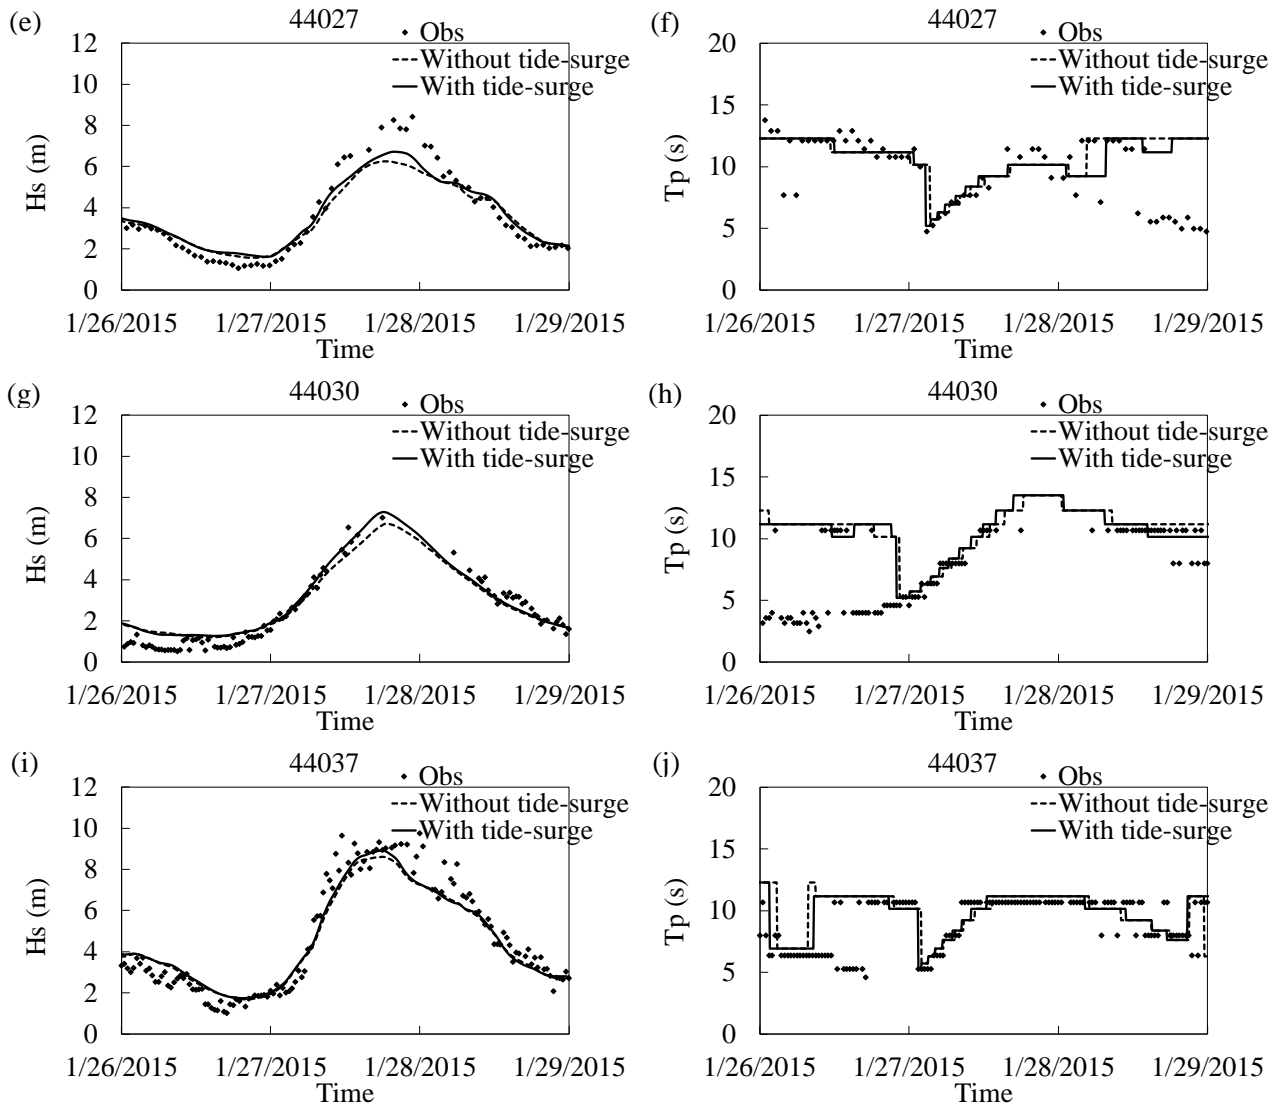 (e)
44027
Obs
Without tide-surge
With tide-surge
12
10
8
6
4
2
0
Hs (m)
1/26/2015 1/27/2015 1/28/2015 1/29/2015
Time
(f)
44027
Obs
Without tide-surge
With tide-surge
20
15
10
5
0
Tp (s)
1/26/2015 1/27/2015 1/28/2015 1/29/2015
Time
(g)
44030
Obs
Without tide-surge
With tide-surge
12
10
8
6
4
2
0
Hs (m)
1/26/2015 1/27/2015 1/28/2015 1/29/2015
Time
(h)
44030
Obs
Without tide-surge
With tide-surge
20
15
10
5
0
Tp (s)
1/26/2015 1/27/2015 1/28/2015 1/29/2015
Time
(i)
44037
Obs
Without tide-surge
With tide-surge
12
10
8
6
4
2
0
Hs (m)
1/26/2015 1/27/2015 1/28/2015 1/29/2015
Time
(j)
44037
Obs
Without tide-surge
With tide-surge
20
15
10
5
0
Tp (s)
1/26/2015 1/27/2015 1/28/2015 1/29/2015
Time